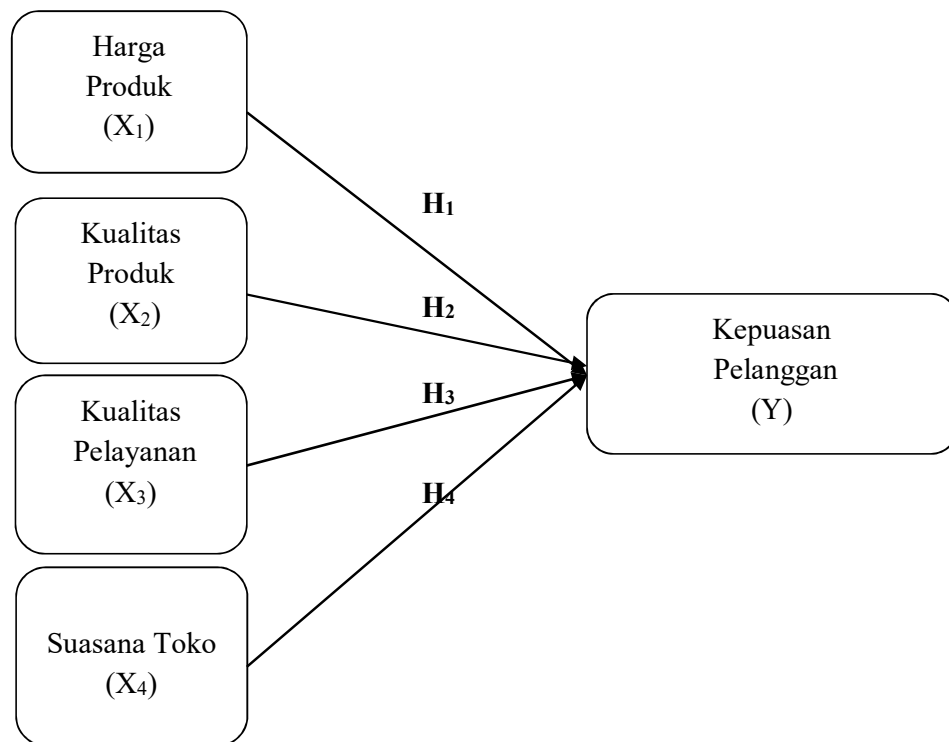 Harga
Produk
(X₁)
H₁
Kualitas
Produk
(X₂)
H₂
Kepuasan
Pelanggan
(Y)
Kualitas
Pelayanan
(X₃)
H₃
H₄
Suasana Toko
(X₄)